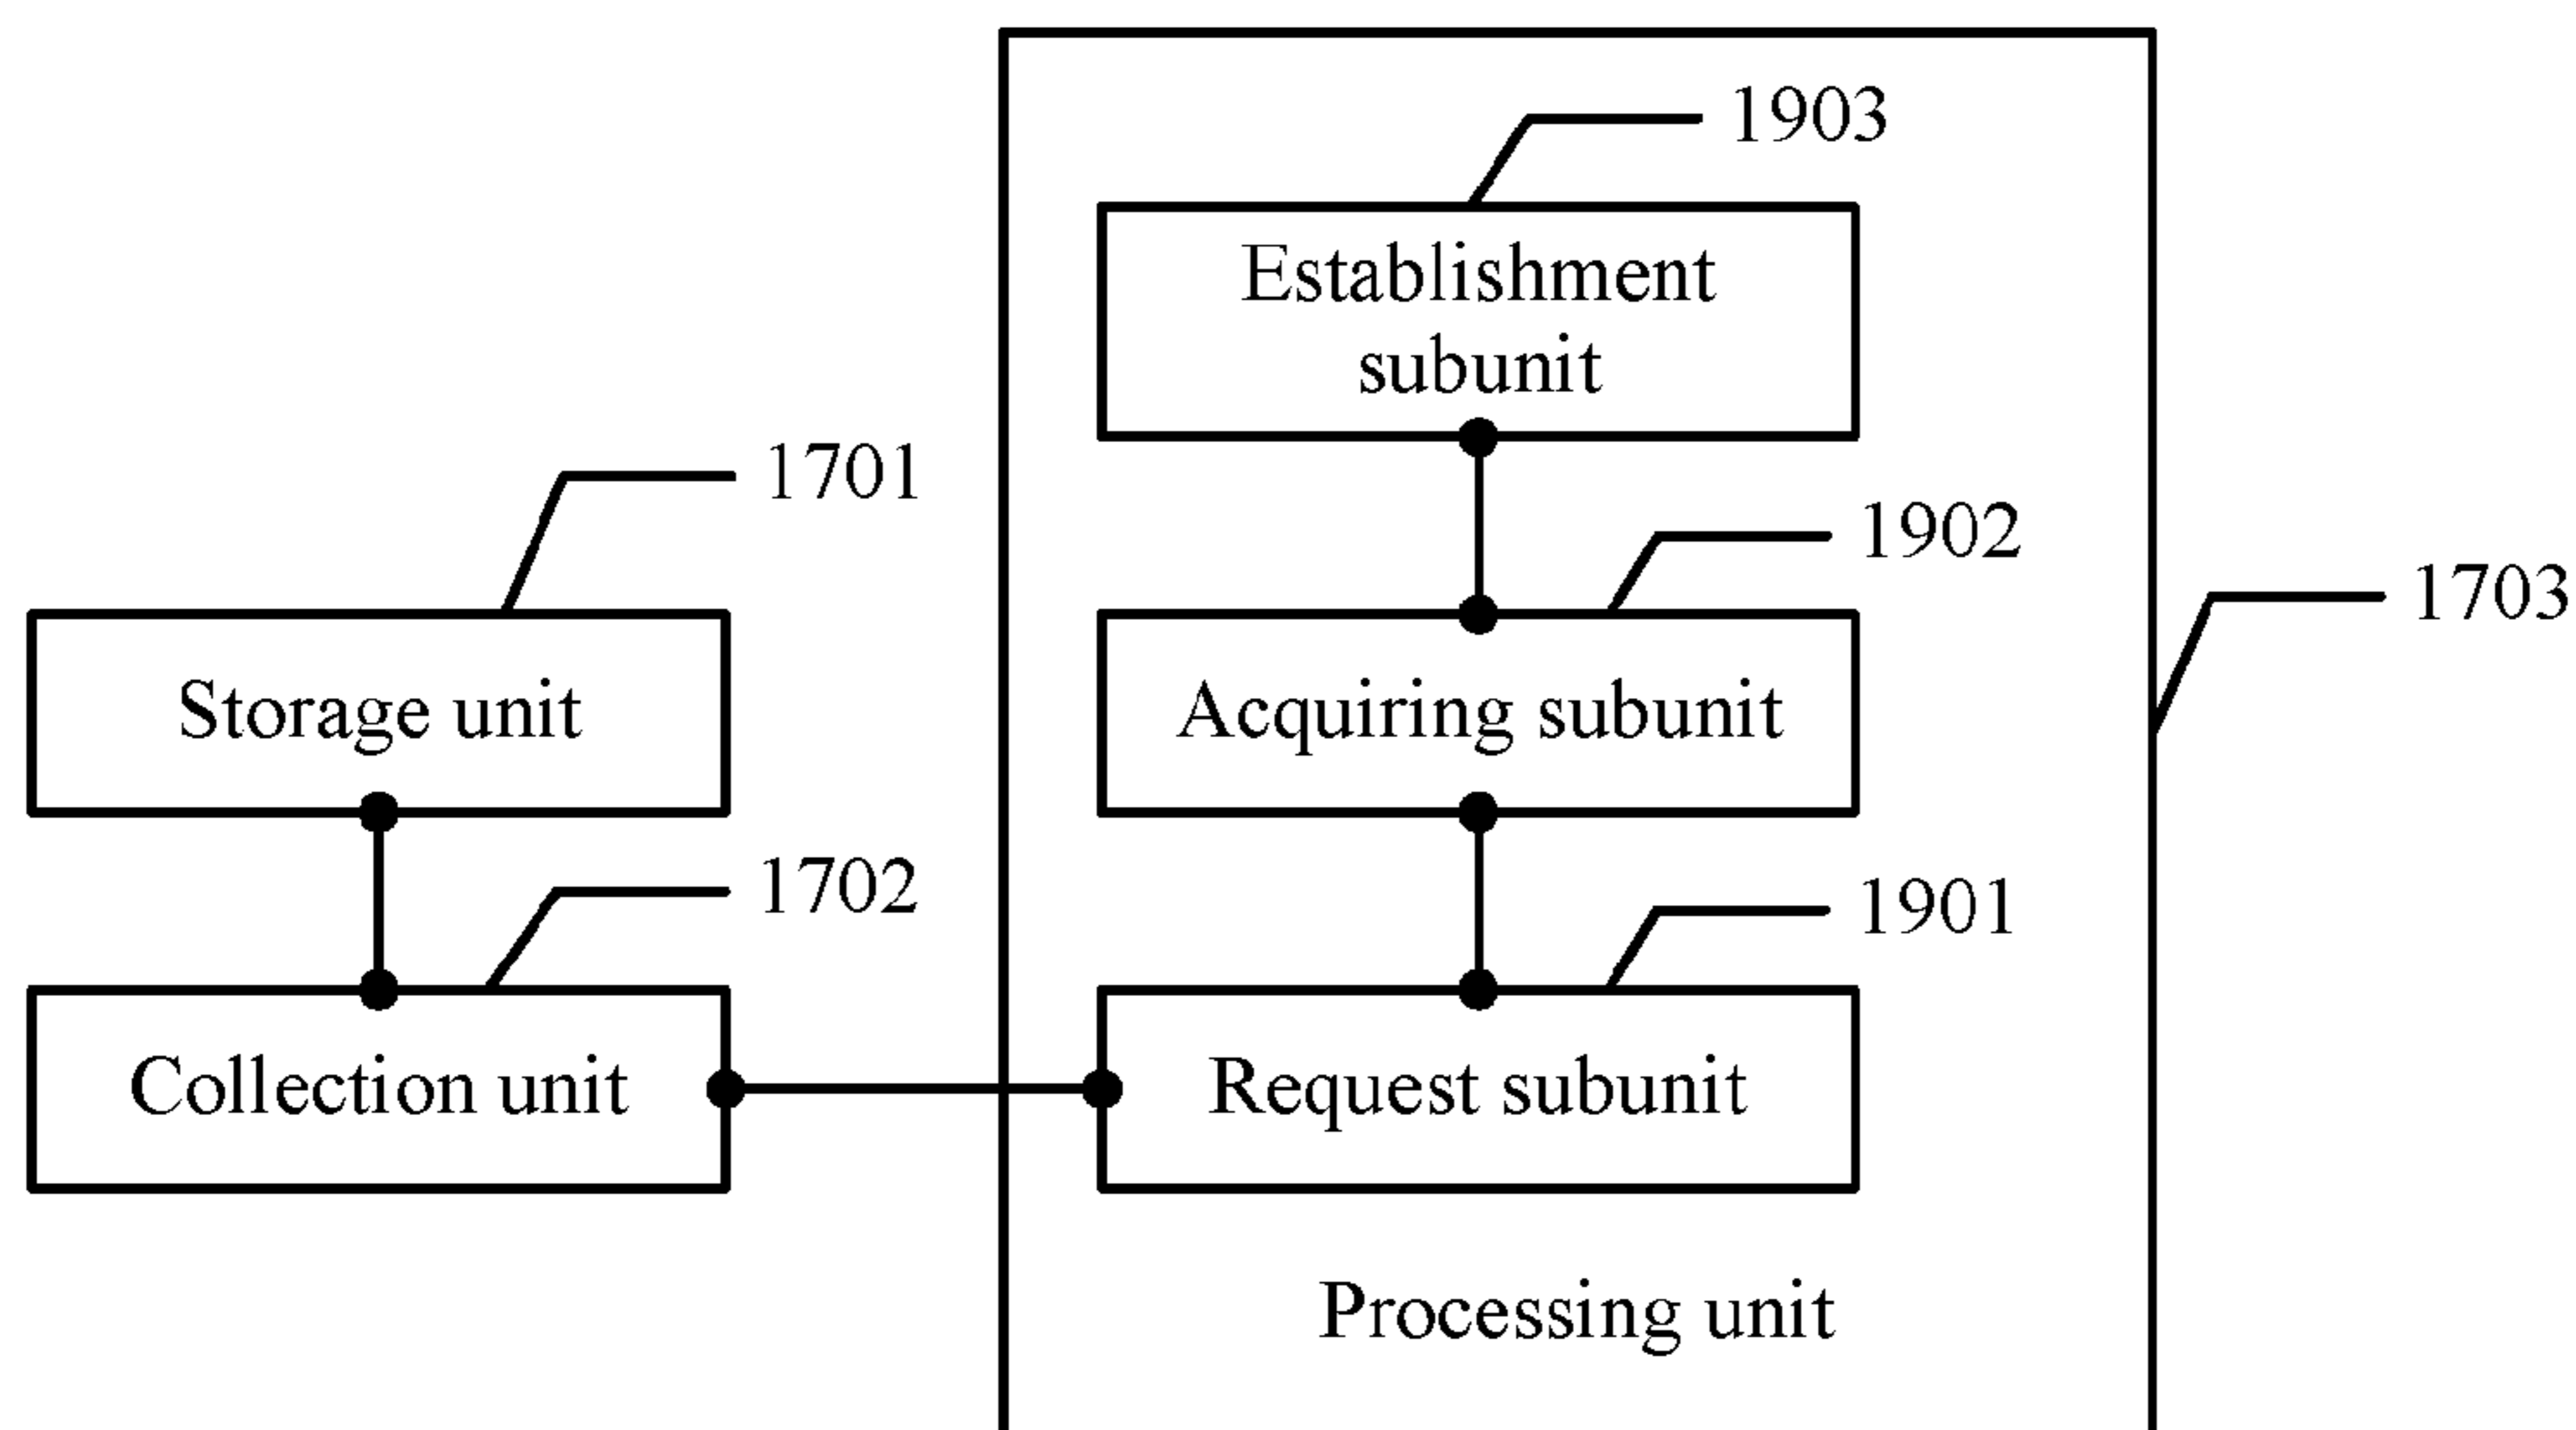 1903
Establishment
subunit
1701
1902
1703
Storage unit
Acquiring subunit
1702
1901
Collection unit
Request subunit
Processing unit